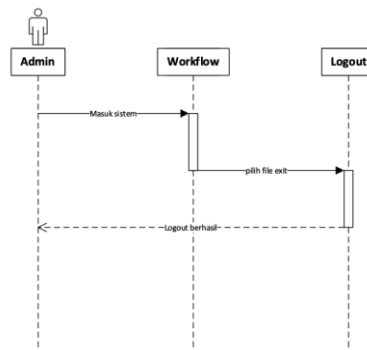 Admin
Workflow
Logout
Masuk sistem
pilih file exit
Logout berhasil